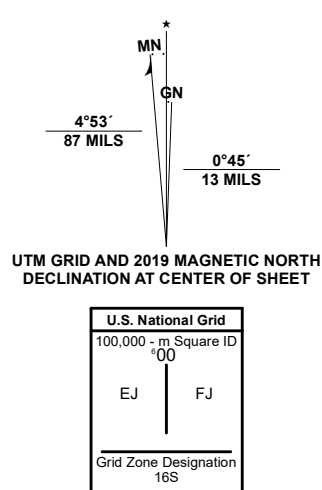 MN
GN
4°53´
87 MILS
0°45´
13 MILS
UTM GRID AND 2019 MAGNETIC NORTH
DECLINATION AT CENTER OF SHEET
U.S. National Grid
100,000 - m Square ID
⁶00
EJ FJ
Grid Zone Designation
16S